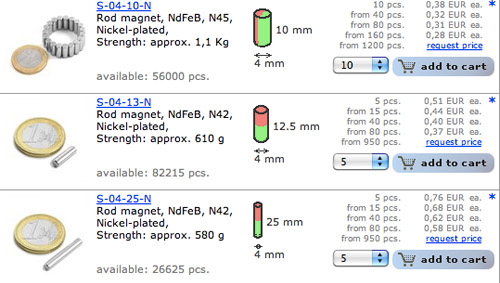 S-04-10-N
Rod magnet, NdFeB, N45,
Nickel-plated,
Strength: approx. 1,1 Kg
available: 56000 pcs.
10 mm
4 mm
10 pcs. 0,38 EUR ea. *
from 40 pcs. 0,32 EUR ea.
from 80 pcs. 0,31 EUR ea.
from 160 pcs. 0,28 EUR ea.
from 1200 pcs. request price
10 add to cart
S-04-13-N
Rod magnet, NdFeB, N42,
Nickel-plated,
Strength: approx. 610 g
available: 82215 pcs.
12.5 mm
4 mm
5 pcs. 0,51 EUR ea. *
from 15 pcs. 0,44 EUR ea.
from 40 pcs. 0,40 EUR ea.
from 80 pcs. 0,37 EUR ea.
from 950 pcs. request price
5 add to cart
S-04-25-N
Rod magnet, NdFeB, N42,
Nickel-plated,
Strength: approx. 580 g
available: 26625 pcs.
25 mm
4 mm
5 pcs. 0,76 EUR ea. *
from 15 pcs. 0,68 EUR ea.
from 40 pcs. 0,62 EUR ea.
from 80 pcs. 0,58 EUR ea.
from 950 pcs. request price
5 add to cart